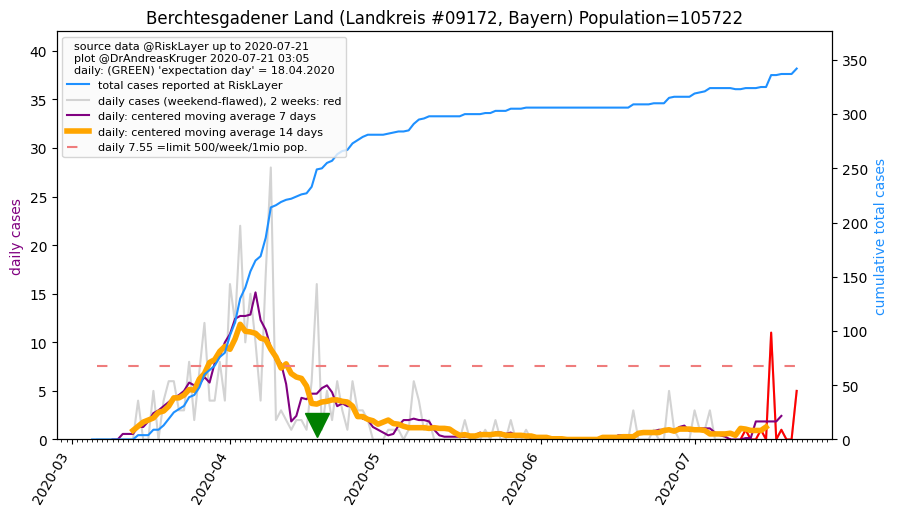 Berchtesgadener Land (Landkreis #09172, Bayern) Population=105722
source data @RiskLayer up to 2020-07-21
plot @DrAndreasKruger 2020-07-21 03:05
daily: (GREEN) 'expectation day' = 18.04.2020
total cases reported at RiskLayer
daily cases (weekend-flawed), 2 weeks: red
daily: centered moving average 7 days
daily: centered moving average 14 days
daily 7.55 =limit 500/week/1mio pop.
daily cases
40
35
30
25
20
15
10
5
0
cumulative total cases
350
300
250
200
150
100
50
0
2020-03
2020-04
2020-05
2020-06
2020-07